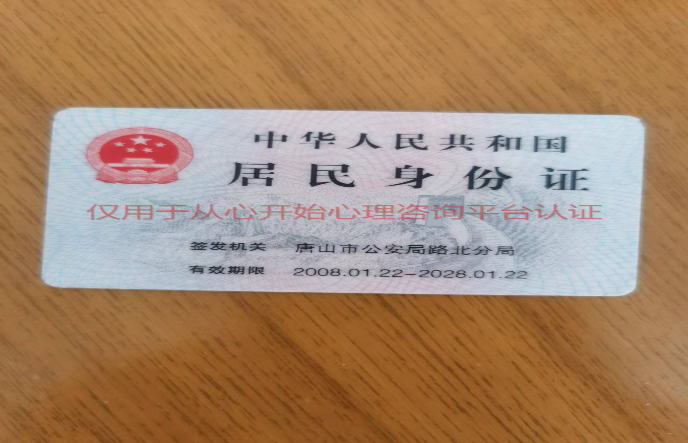 中华人民共和国
居民身份证
仅用于从心开始心理咨询平台认证
签发机关 唐山市公安局路北分局
有效期限 2008.01.22-2028.01.22